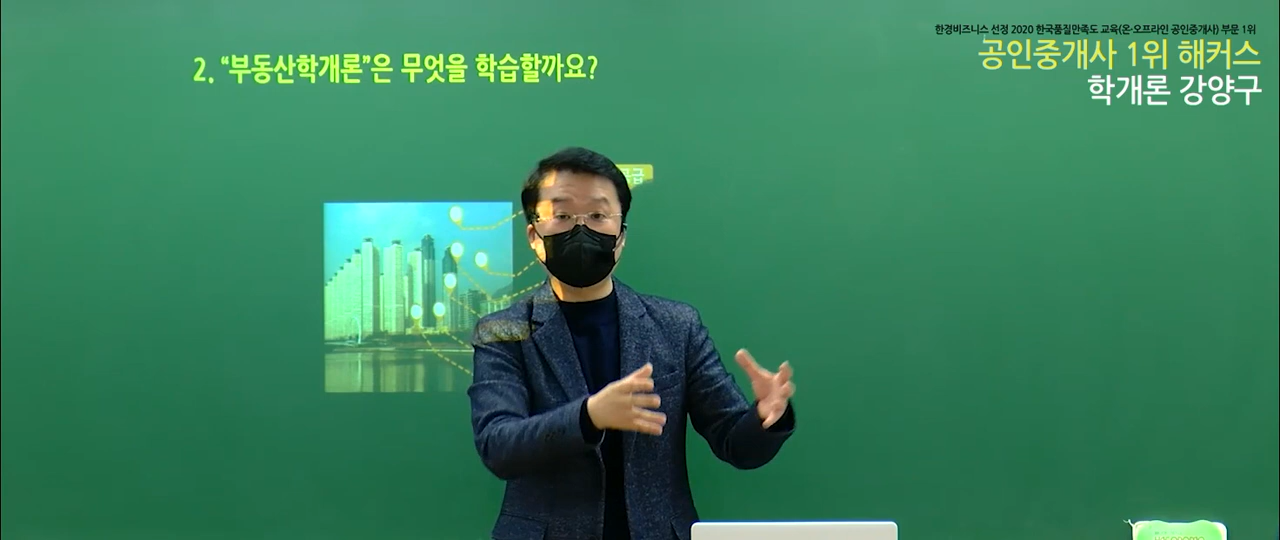 한경비즈니스 선정 2020 한국품질만족도 교육(온·오프라인 공인중개사) 부문 1위
공인중개사 1위 해커스
학개론 강양구
2. “부동산학개론”은 무엇을 학습할까요?